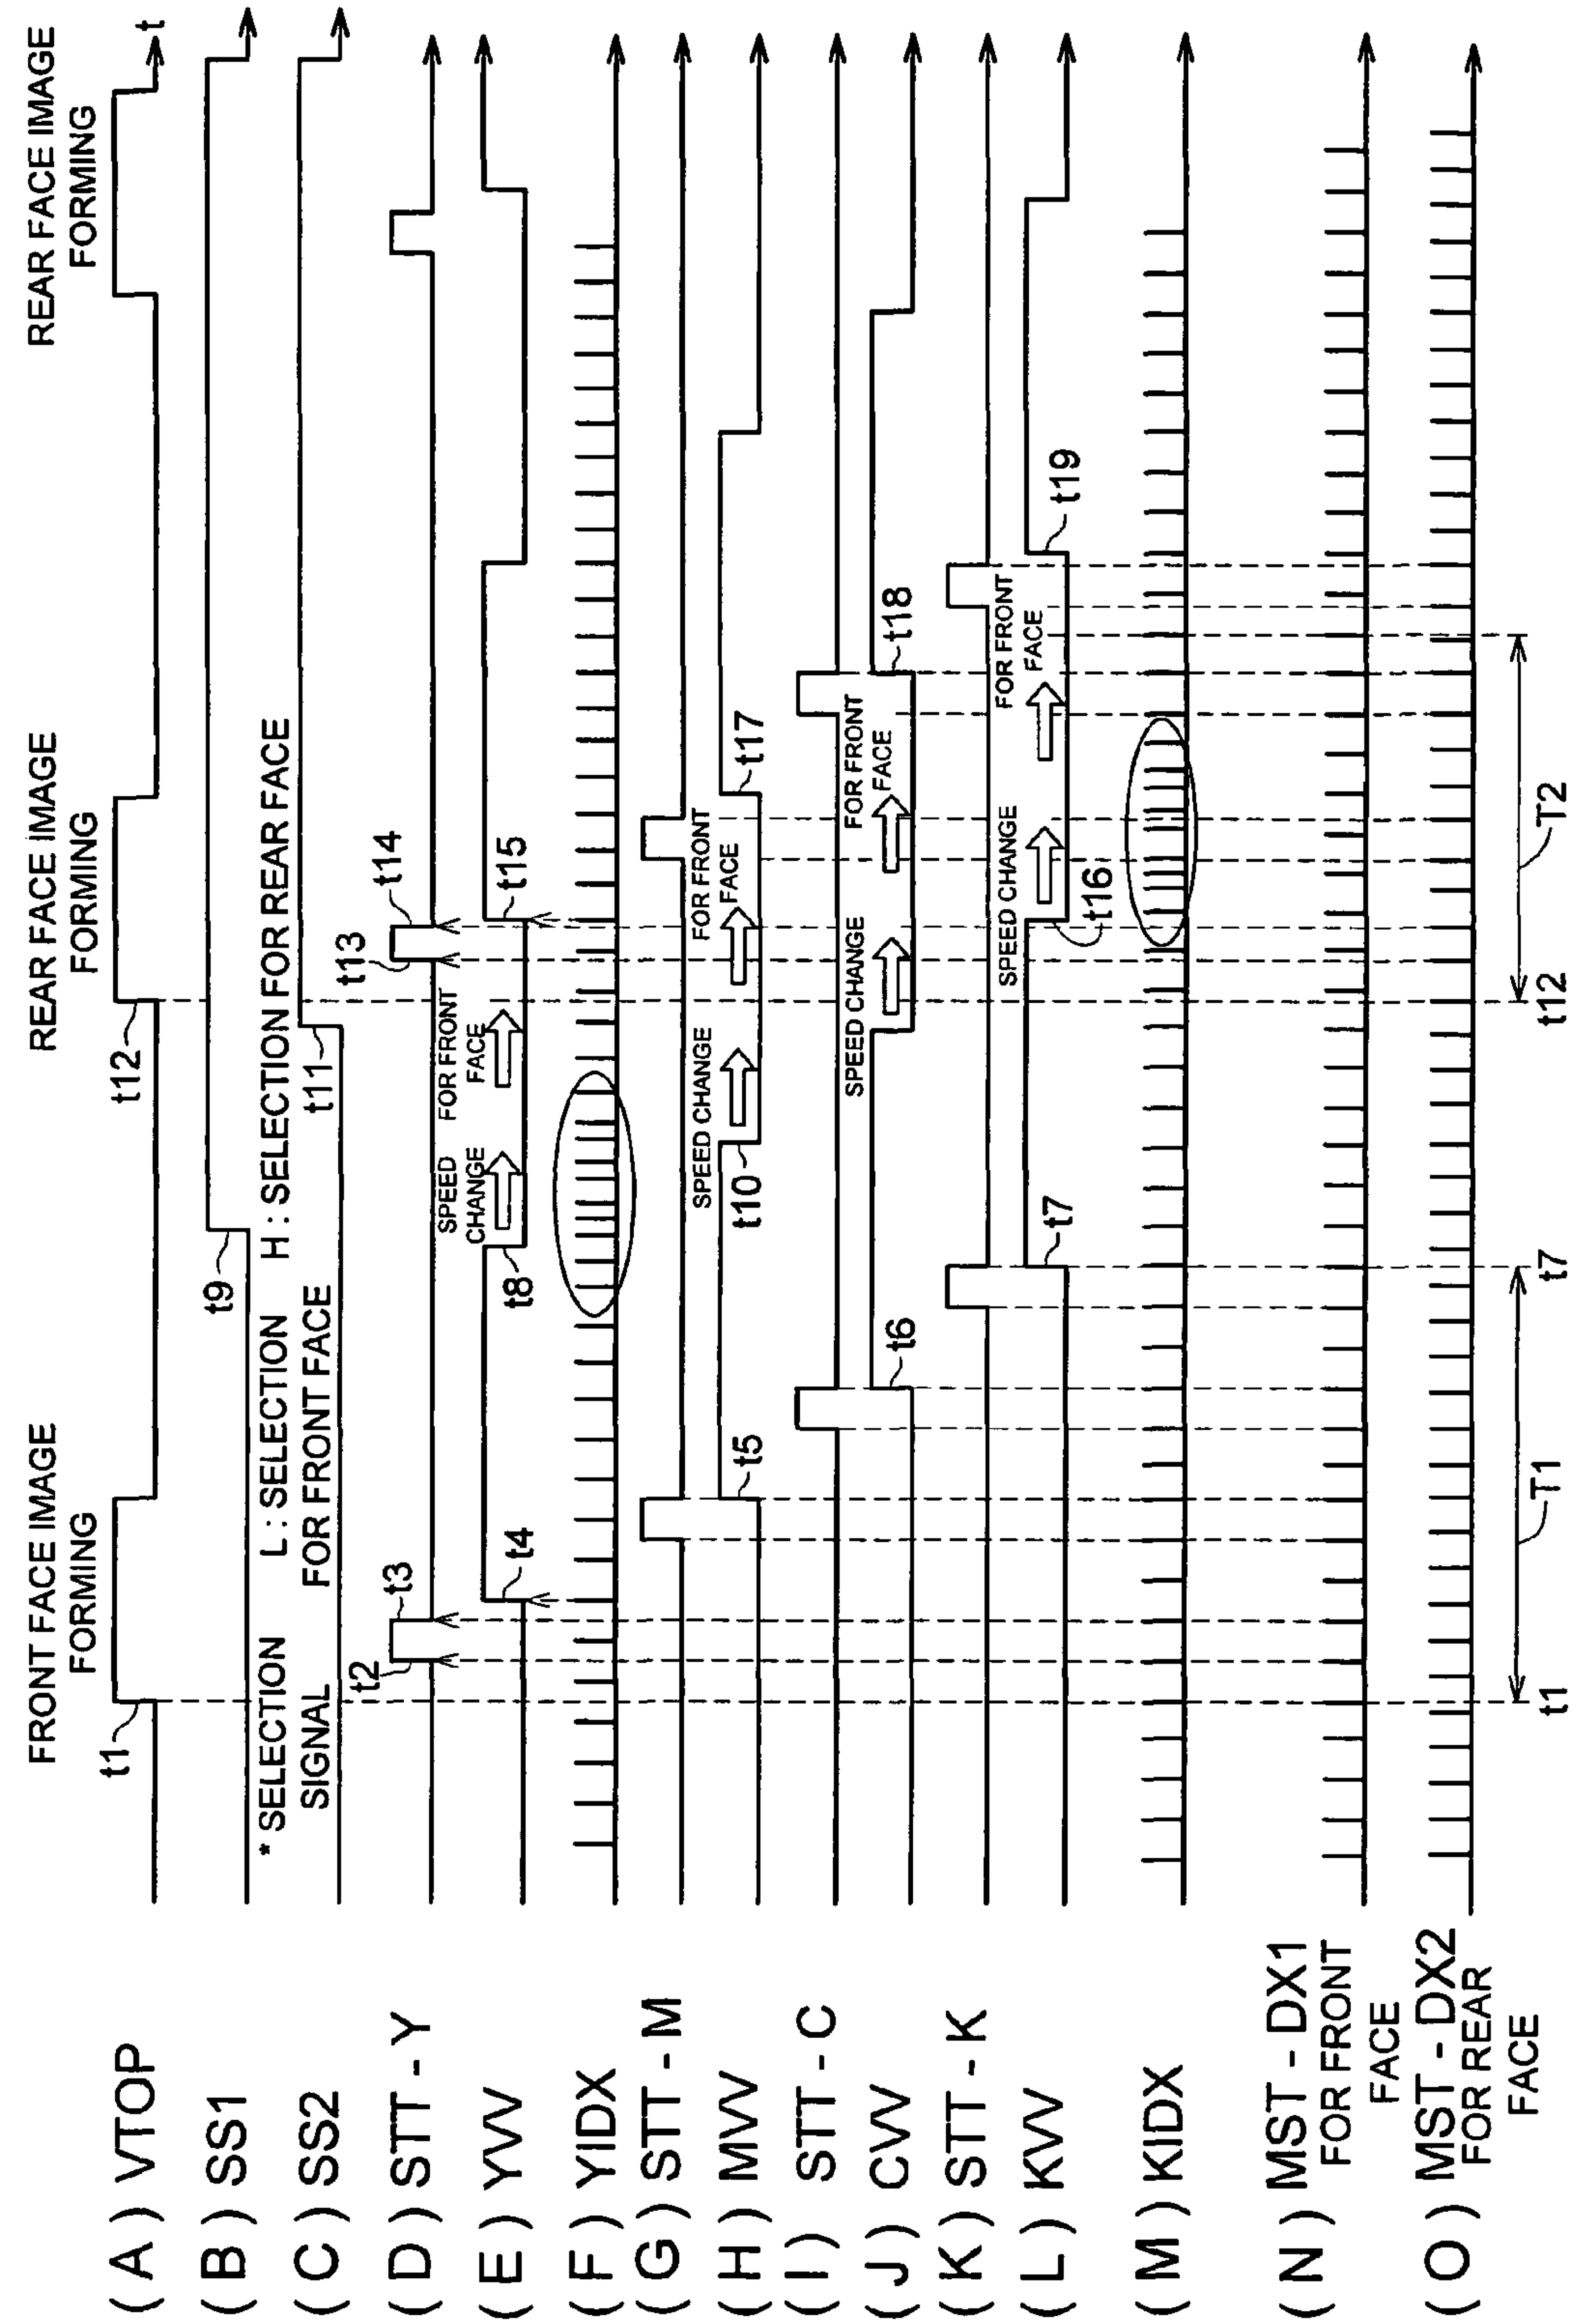 FRONT FACE IMAGE
FORMING
REAR FACE IMAGE
FORMING
REAR FACE IMAGE
FORMING
( A ) VTOP
t1
t12
t
( B ) SS1
t9
*SELECTION
SIGNAL
L : SELECTION
FOR FRONT FACE
H : SELECTION FOR REAR FACE
( C ) SS2
t11
( D ) STT - Y
t2
t3
t13
t14
( E ) YVV
t4
t8
SPEED
CHANGE
FOR FRONT
FACE
t15
( F ) YIDX
( G ) STT - M
( H ) MVV
t5
t10
SPEED CHANGE
FOR FRONT
FACE
t17
( I ) STT - C
( J ) CVV
t6
SPEED CHANGE
FOR FRONT
FACE
t18
( K ) STT - K
( L ) KVV
t7
SPEED CHANGE
t16
FOR FRONT
FACE
t19
( M ) KIDX
( N ) MST - DX1
FOR FRONT
FACE
( O ) MST - DX2
FOR REAR
FACE
t1
T1
t7
t12
T2